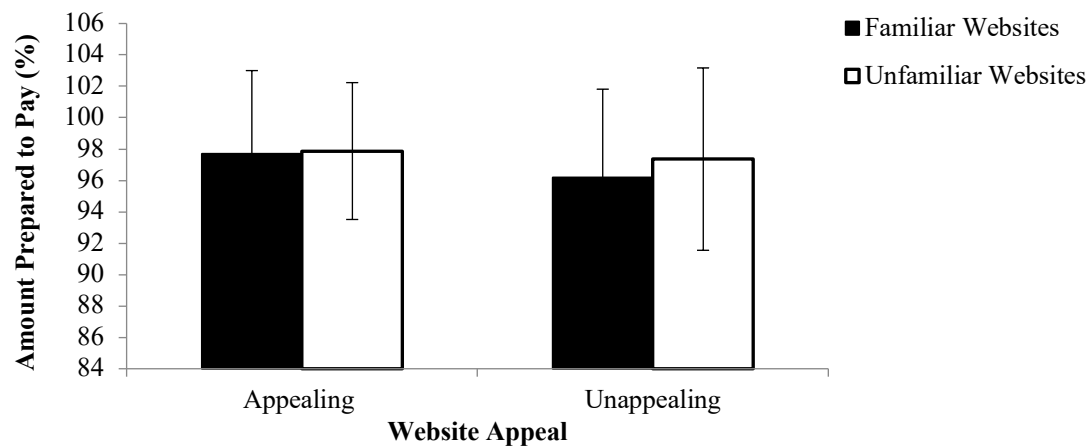 Amount Prepared to Pay (%)
106
104
102
100
98
96
94
92
90
88
86
84
Appealing
Unappealing
Website Appeal
Familiar Websites
Unfamiliar Websites